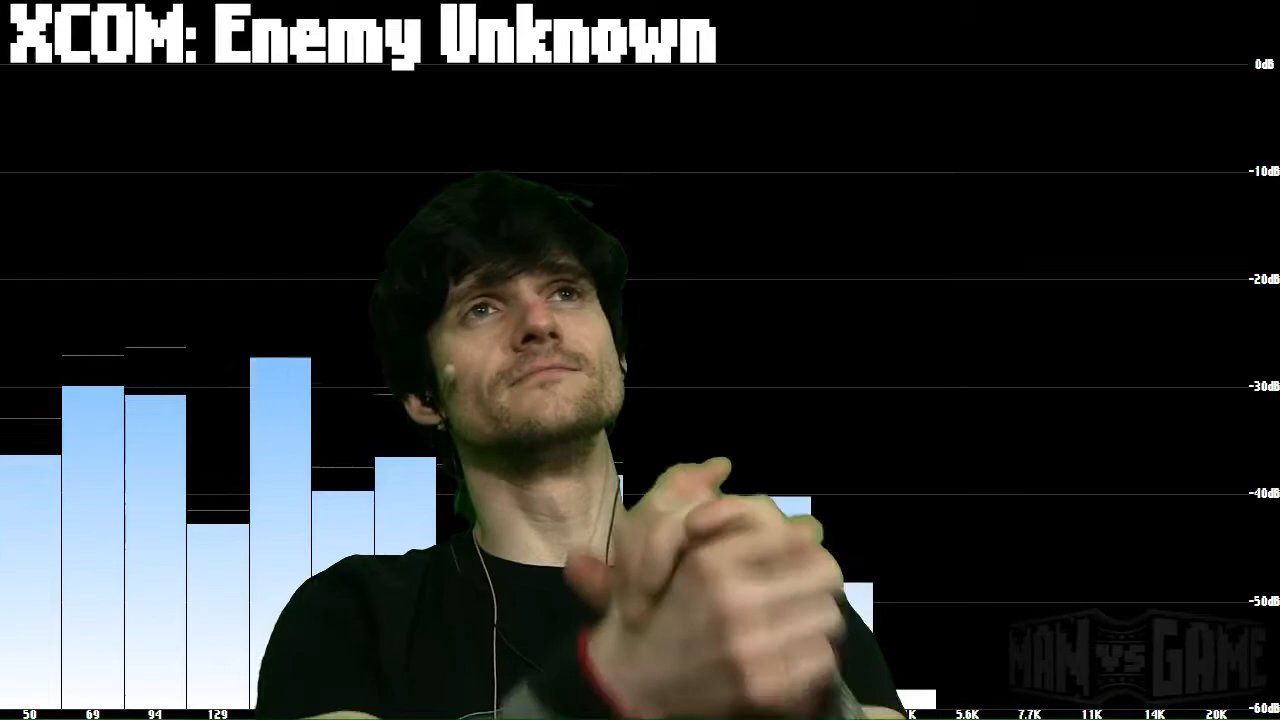 XCOM: Enemy Unknown
0dB
-10dB
-20dB
-30dB
-40dB
-50dB
MAN VS GAME
-60dB
50 69 94 129 5.6K 7.7K 11K 14K 20K